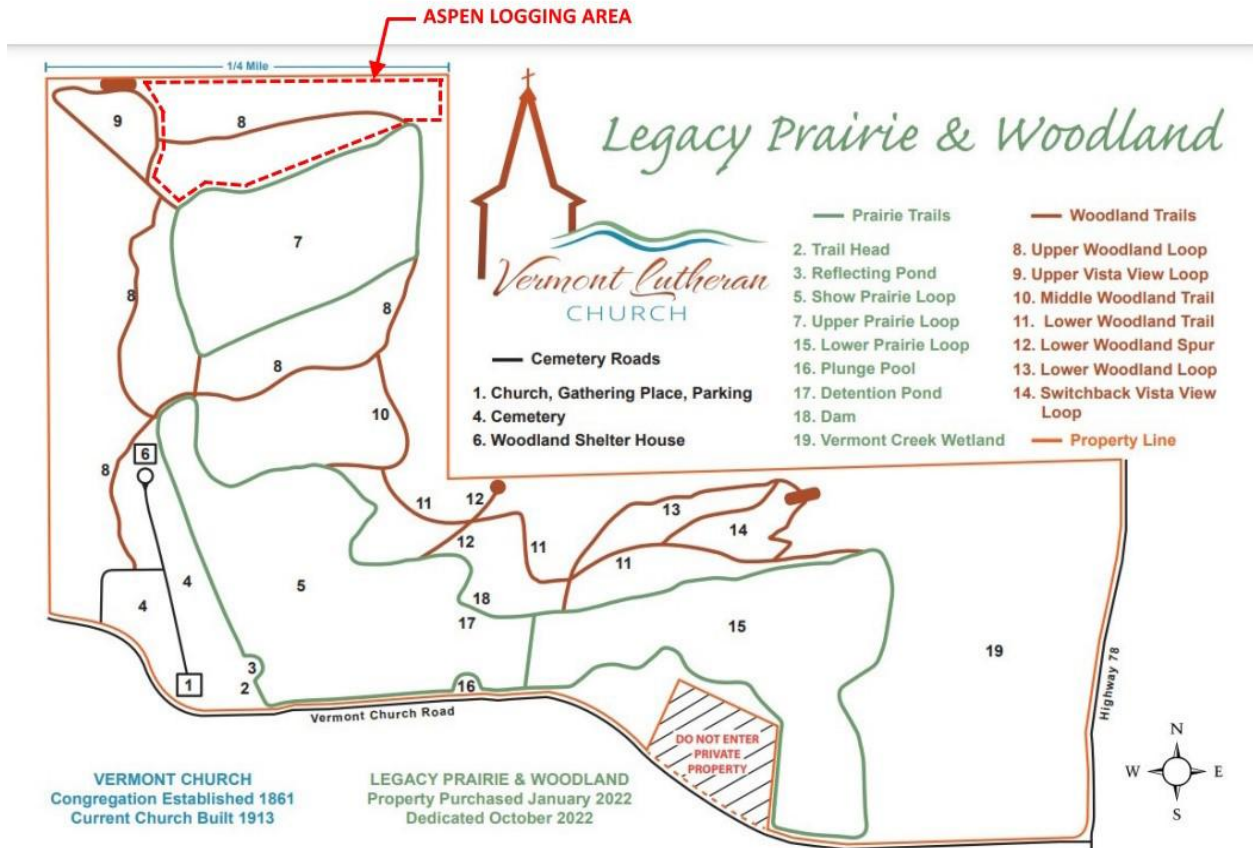 ASPEN LOGGING AREA
1/4 Mile
Legacy Prairie & Woodland
Vermont Lutheran
CHURCH
Cemetery Roads
1. Church, Gathering Place, Parking
4. Cemetery
6. Woodland Shelter House
Prairie Trails
2. Trail Head
3. Reflecting Pond
5. Show Prairie Loop
7. Upper Prairie Loop
15. Lower Prairie Loop
16. Plunge Pool
17. Detention Pond
18. Dam
19. Vermont Creek Wetland
Woodland Trails
8. Upper Woodland Loop
9. Upper Vista View Loop
10. Middle Woodland Trail
11. Lower Woodland Trail
12. Lower Woodland Spur
13. Lower Woodland Loop
14. Switchback Vista View
Loop
Property Line
9
8
7
8
8
8
10
8
6
11
12
13
14
12
11
11
4
5
4
18
17
15
19
3
2
1
16
Vermont Church Road
Highway 78
DO NOT ENTER
PRIVATE
PROPERTY
N
W
E
S
VERMONT CHURCH
Congregation Established 1861
Current Church Built 1913
LEGACY PRAIRIE & WOODLAND
Property Purchased January 2022
Dedicated October 2022